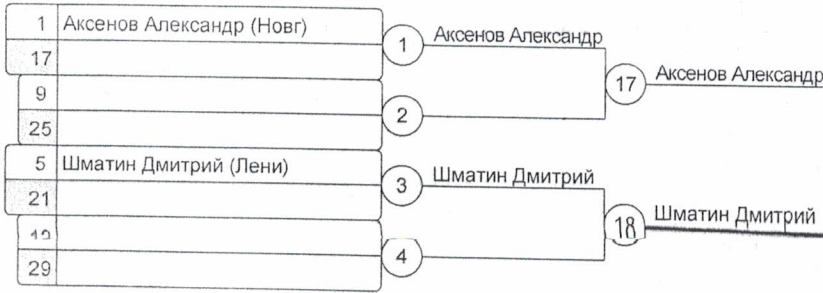 1 Аксенов Александр (Новг)
17
1 Аксенов Александр
17 Аксенов Александр
9
25
2
5 Шматин Дмитрий (Лени)
21
3 Шматин Дмитрий
18 Шматин Дмитрий
29
4